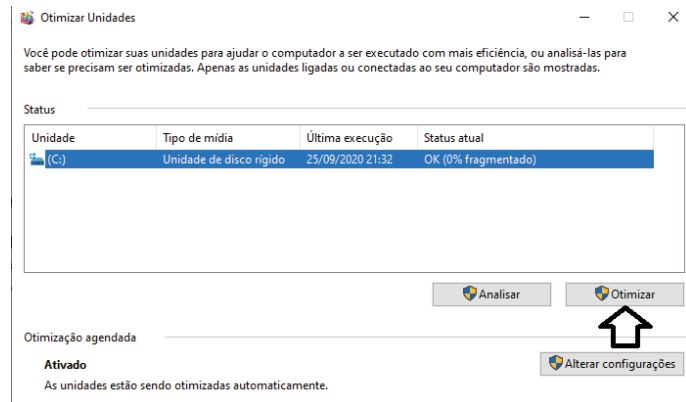 Otimizar Unidades
Você pode otimizar suas unidades para ajudar o computador a ser executado com mais eficiência, ou analisá-las para
saber se precisam ser otimizadas. Apenas as unidades ligadas ou conectadas ao seu computador são mostradas.
Status
Unidade Tipo de mídia Última execução Status atual
(C:) Unidade de disco rígido 25/09/2020 21:32 OK (0% fragmentado)
Analisar Otimizar
Otimização agendada
Ativado Alterar configurações
As unidades estão sendo otimizadas automaticamente.